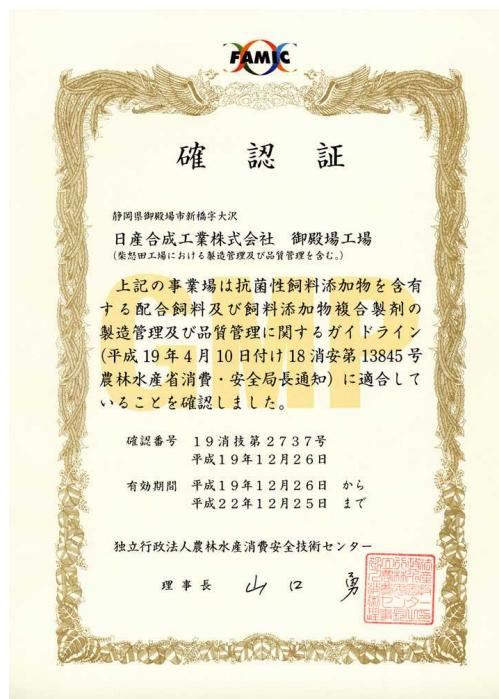 FAMIC
確認証
静岡県御殿場市新橋字大沢
日産合成工業株式会社 御殿場工場
(柴怒田工場における製造管理及び品質管理を含む。)
上記の事業場は抗菌性飼料添加物を含有
する配合飼料及び飼料添加物複合製剤の
製造管理及び品質管理に関するガイドライン
(平成19年4月10日付け18消安第13845号
農林水産省消費・安全局長通知)に適合して
いることを確認しました。
GMP
確認番号 19消技第2737号
平成19年12月26日
有効期間 平成19年12月26日 から
平成22年12月25日 まで
独立行政法人農林水産消費安全技術センター
理事長 山口 勇